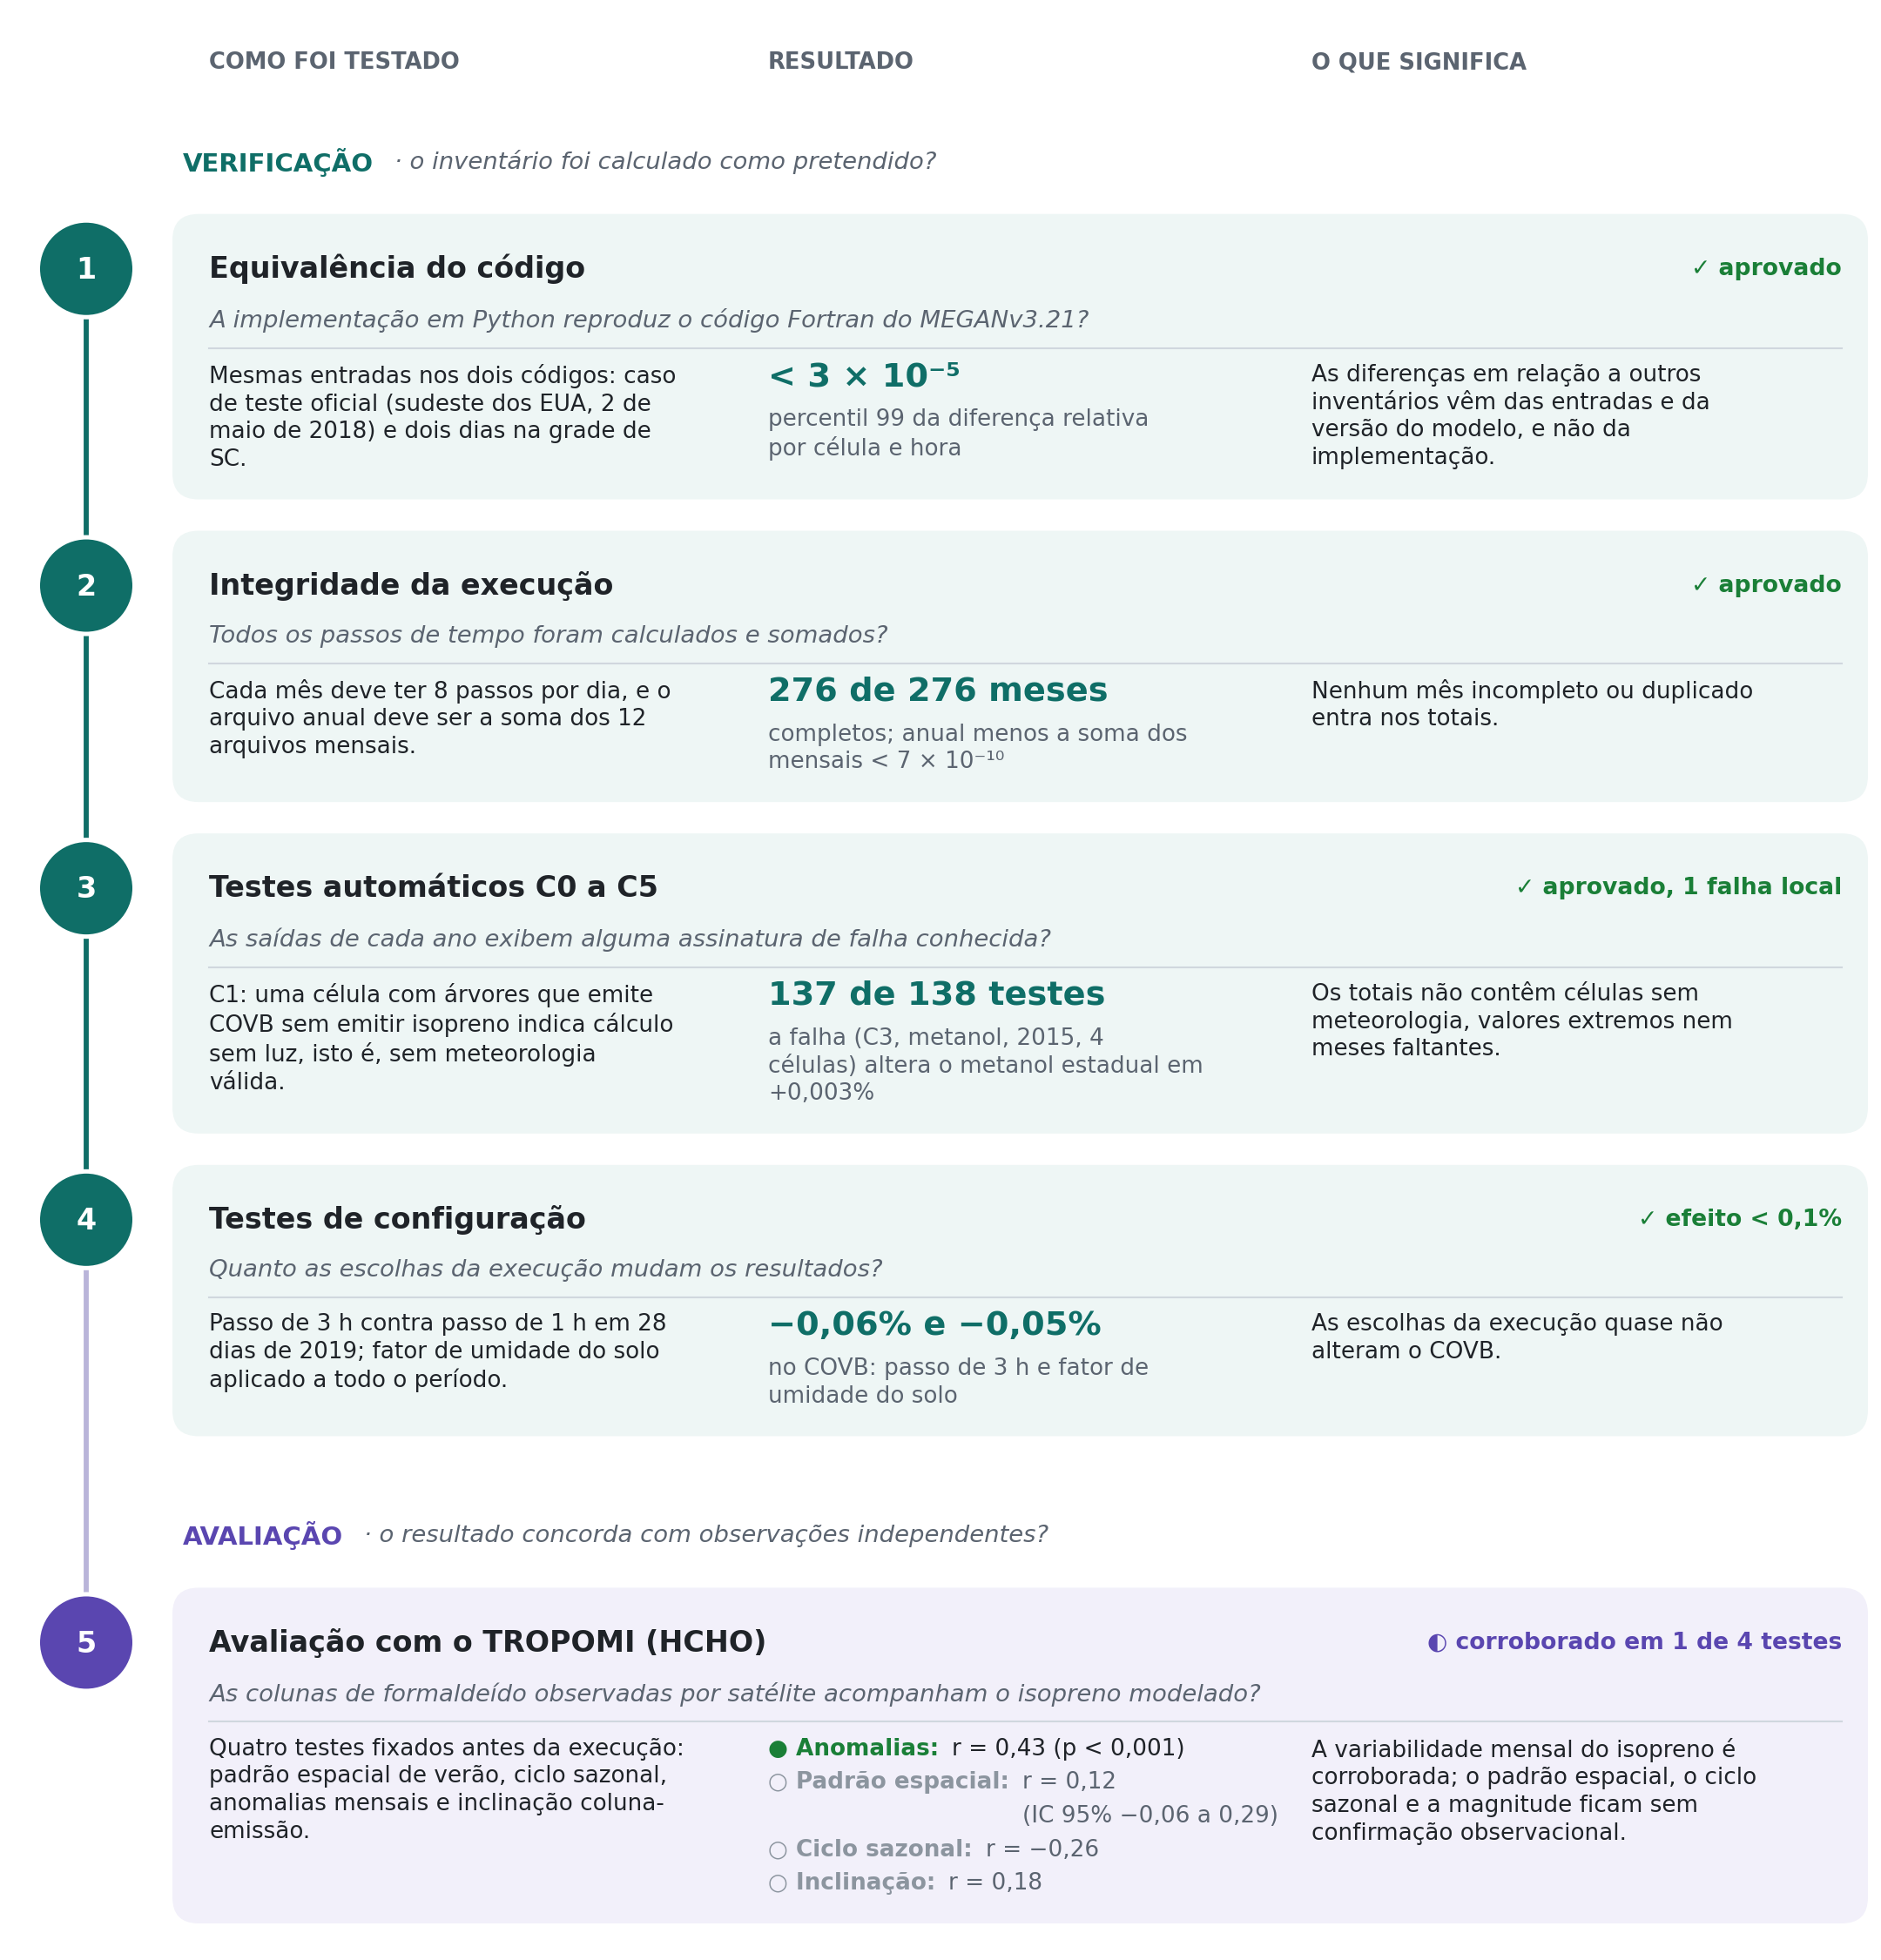 COMO FOI TESTADO
RESULTADO
O QUE SIGNIFICA
VERIFICAÇÃO · o inventário foi calculado como pretendido?
1
Equivalência do código
✓ aprovado
A implementação em Python reproduz o código Fortran do MEGANv3.21?
Mesmas entradas nos dois códigos: caso
de teste oficial (sudeste dos EUA, 2 de
maio de 2018) e dois dias na grade de
SC.
< 3 × 10⁻⁵
percentil 99 da diferença relativa
por célula e hora
As diferenças em relação a outros
inventários vêm das entradas e da
versão do modelo, e não da
implementação.
2
Integridade da execução
✓ aprovado
Todos os passos de tempo foram calculados e somados?
Cada mês deve ter 8 passos por dia, e o
arquivo anual deve ser a soma dos 12
arquivos mensais.
276 de 276 meses
completos; anual menos a soma dos
mensais < 7 × 10⁻¹⁰
Nenhum mês incompleto ou duplicado
entra nos totais.
3
Testes automáticos C0 a C5
✓ aprovado, 1 falha local
As saídas de cada ano exibem alguma assinatura de falha conhecida?
C1: uma célula com árvores que emite
COVB sem emitir isopreno indica cálculo
sem luz, isto é, sem meteorologia
válida.
137 de 138 testes
a falha (C3, metanol, 2015, 4
células) altera o metanol estadual em
+0,003%
Os totais não contêm células sem
meteorologia, valores extremos nem
meses faltantes.
4
Testes de configuração
✓ efeito < 0,1%
Quanto as escolhas da execução mudam os resultados?
Passo de 3 h contra passo de 1 h em 28
dias de 2019; fator de umidade do solo
aplicado a todo o período.
−0,06% e −0,05%
no COVB: passo de 3 h e fator de
umidade do solo
As escolhas da execução quase não
alteram o COVB.
AVALIAÇÃO · o resultado concorda com observações independentes?
5
Avaliação com o TROPOMI (HCHO)
◐ corroborado em 1 de 4 testes
As colunas de formaldeído observadas por satélite acompanham o isopreno modelado?
Quatro testes fixados antes da execução:
padrão espacial de verão, ciclo sazonal,
anomalias mensais e inclinação coluna-
emissão.
● Anomalias: r = 0,43 (p < 0,001)
○ Padrão espacial: r = 0,12
(IC 95% −0,06 a 0,29)
○ Ciclo sazonal: r = −0,26
○ Inclinação: r = 0,18
A variabilidade mensal do isopreno é
corroborada; o padrão espacial, o ciclo
sazonal e a magnitude ficam sem
confirmação observacional.